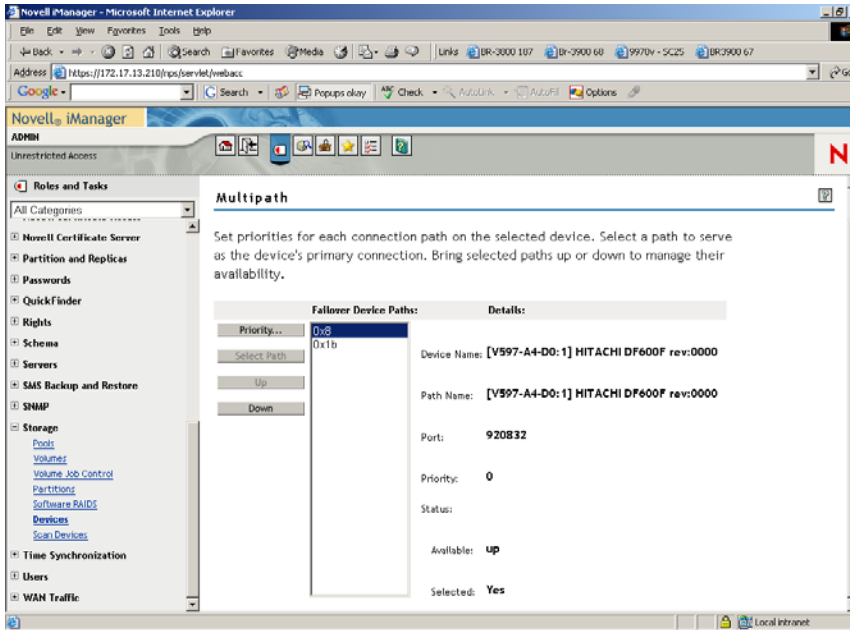 Novell iManager - Microsoft Internet Explorer
File Edit View Favorites Tools Help
Back Search Favorites Media Links BR-3000 107 Br-3900 60 9970v - SC25 BR3900 67
Address https://172.17.13.210/nps/servlet/webacc Go
Google - Search Popups okay Check AutoLink AutoFill Options
Novell® iManager
ADMIN
Unrestricted Access
N
Roles and Tasks
All Categories
Novell Certificate Server
Partition and Replicas
Passwords
QuickFinder
Rights
Schema
Servers
SMS Backup and Restore
SNMP
Storage
Pools
Volumes
Volume Job Control
Partitions
Software RAIDS
Devices
Scan Devices
Time Synchronization
Users
WAN Traffic
Multipath
Set priorities for each connection path on the selected device. Select a path to serve
as the device's primary connection. Bring selected paths up or down to manage their
availability.
Failover Device Paths: Details:
Priority...
Select Path
Up
Down
0x8
0x1b
Device Name: [V597-A4-D0:1] HITACHI DF600F rev:0000
Path Name: [V597-A4-D0:1] HITACHI DF600F rev:0000
Port: 920832
Priority: 0
Status:
Available: up
Selected: Yes
Local intranet